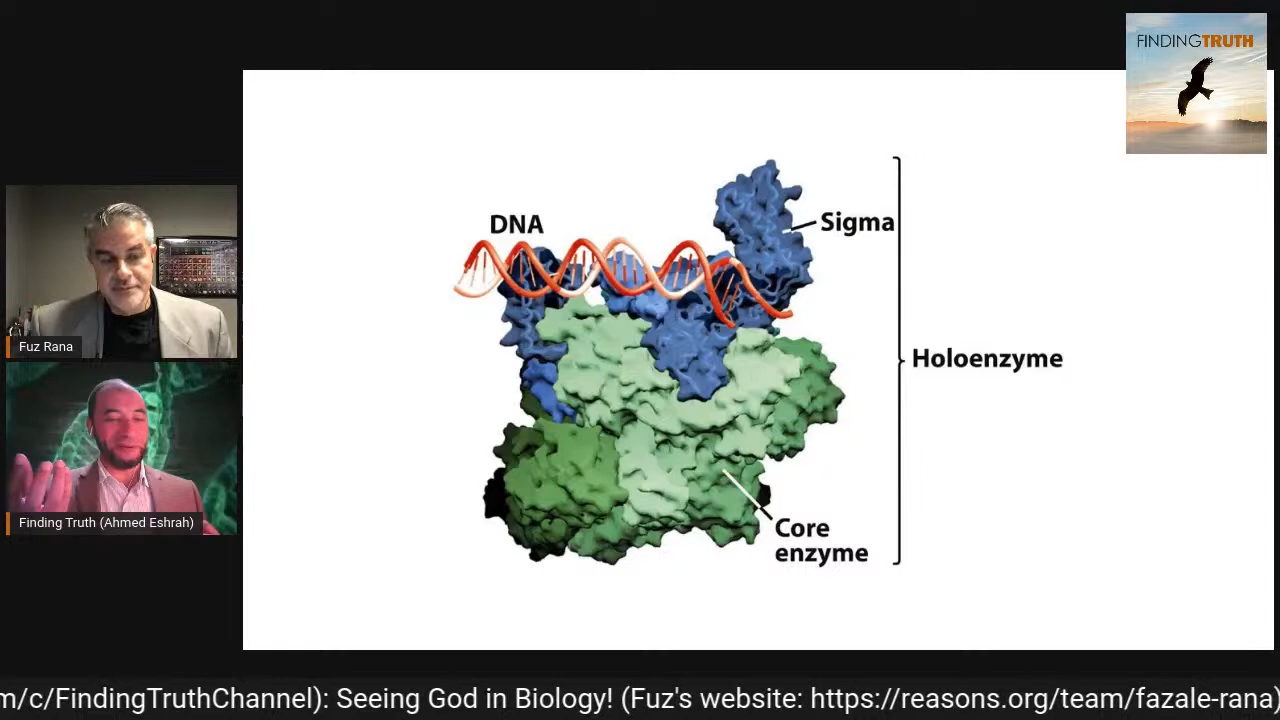 FINDINGTRUTH
DNA
Sigma
Holoenzyme
Core
enzyme
Fuz Rana
Finding Truth (Ahmed Eshrah)
m/c/FindingTruthChannel): Seeing God in Biology! (Fuz's website: https://reasons.org/team/fazale-rana)